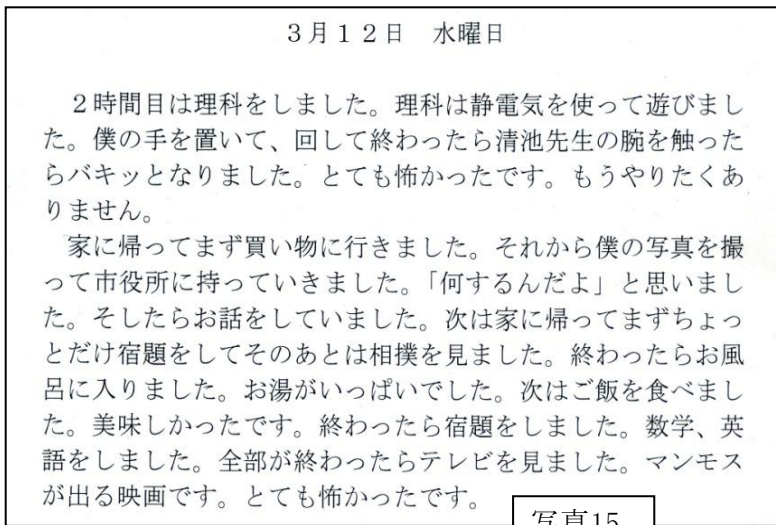 ３月１２日　水曜日
２時間目は理科をしました。理科は静電気を使って遊びまし
た。僕の手を置いて、回して終わったら清池先生の腕を触った
らバキッとなりました。とても怖かったです。もうやりたくあ
りません。
家に帰ってまず買い物に行きました。それから僕の写真を撮
って市役所に持っていきました。「何するんだよ」と思いまし
た。そしたらお話をしていました。次は家に帰ってまずちょっ
とだけ宿題をしてそのあとは相撲を見ました。終わったらお風
呂に入りました。お湯がいっぱいでした。次はご飯を食べまし
た。美味しかったです。終わったら宿題をしました。数学、英
語をしました。全部が終わったらテレビを見ました。マンモス
が出る映画です。とても怖かったです。
写真15